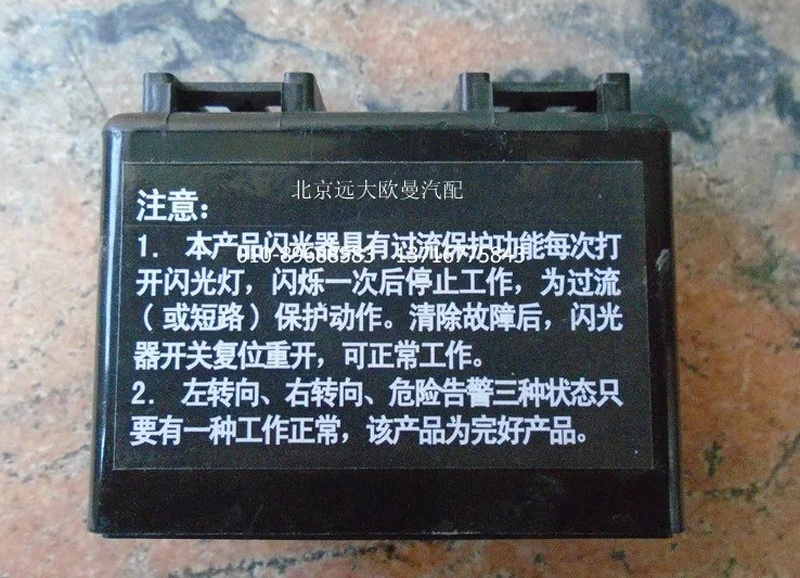 北京远大欧曼汽配
注意:
1. 本产品闪光器具有过流保护功能每次打
010-89668983 13716775843
开闪光灯，闪烁一次后停止工作，为过流
(或短路)保护动作。清除故障后，闪光
器开关复位重开，可正常工作。
2. 左转向、右转向、危险告警三种状态只
要有一种工作正常，该产品为完好产品。